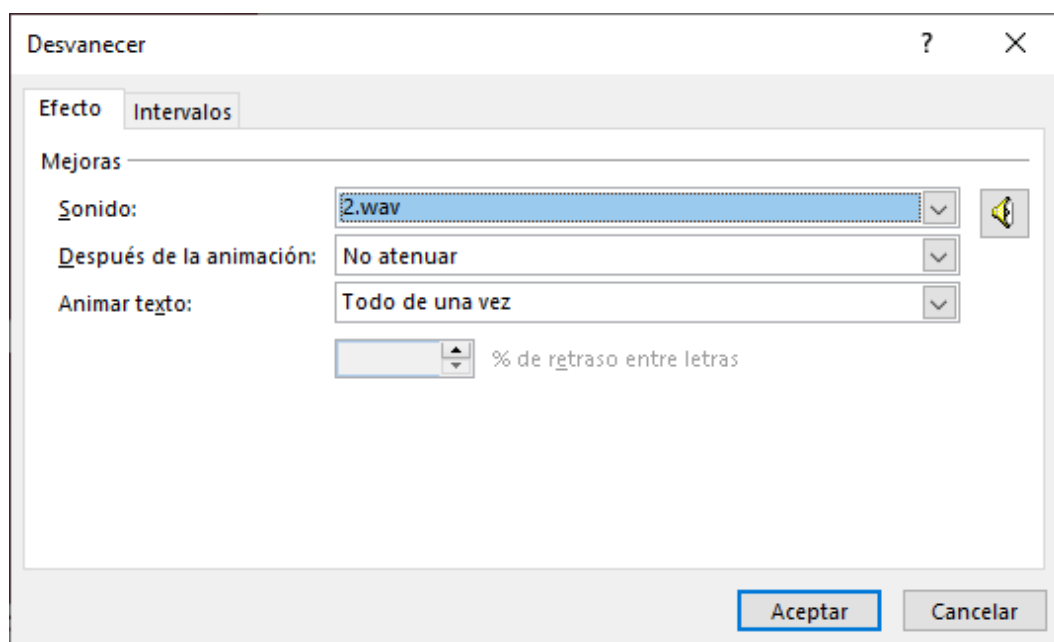 Desvanecer ?
Efecto Intervalos
Mejoras
Sonido: 2.wav
Después de la animación: No atenuar
Animar texto: Todo de una vez
% de retraso entre letras
Aceptar Cancelar